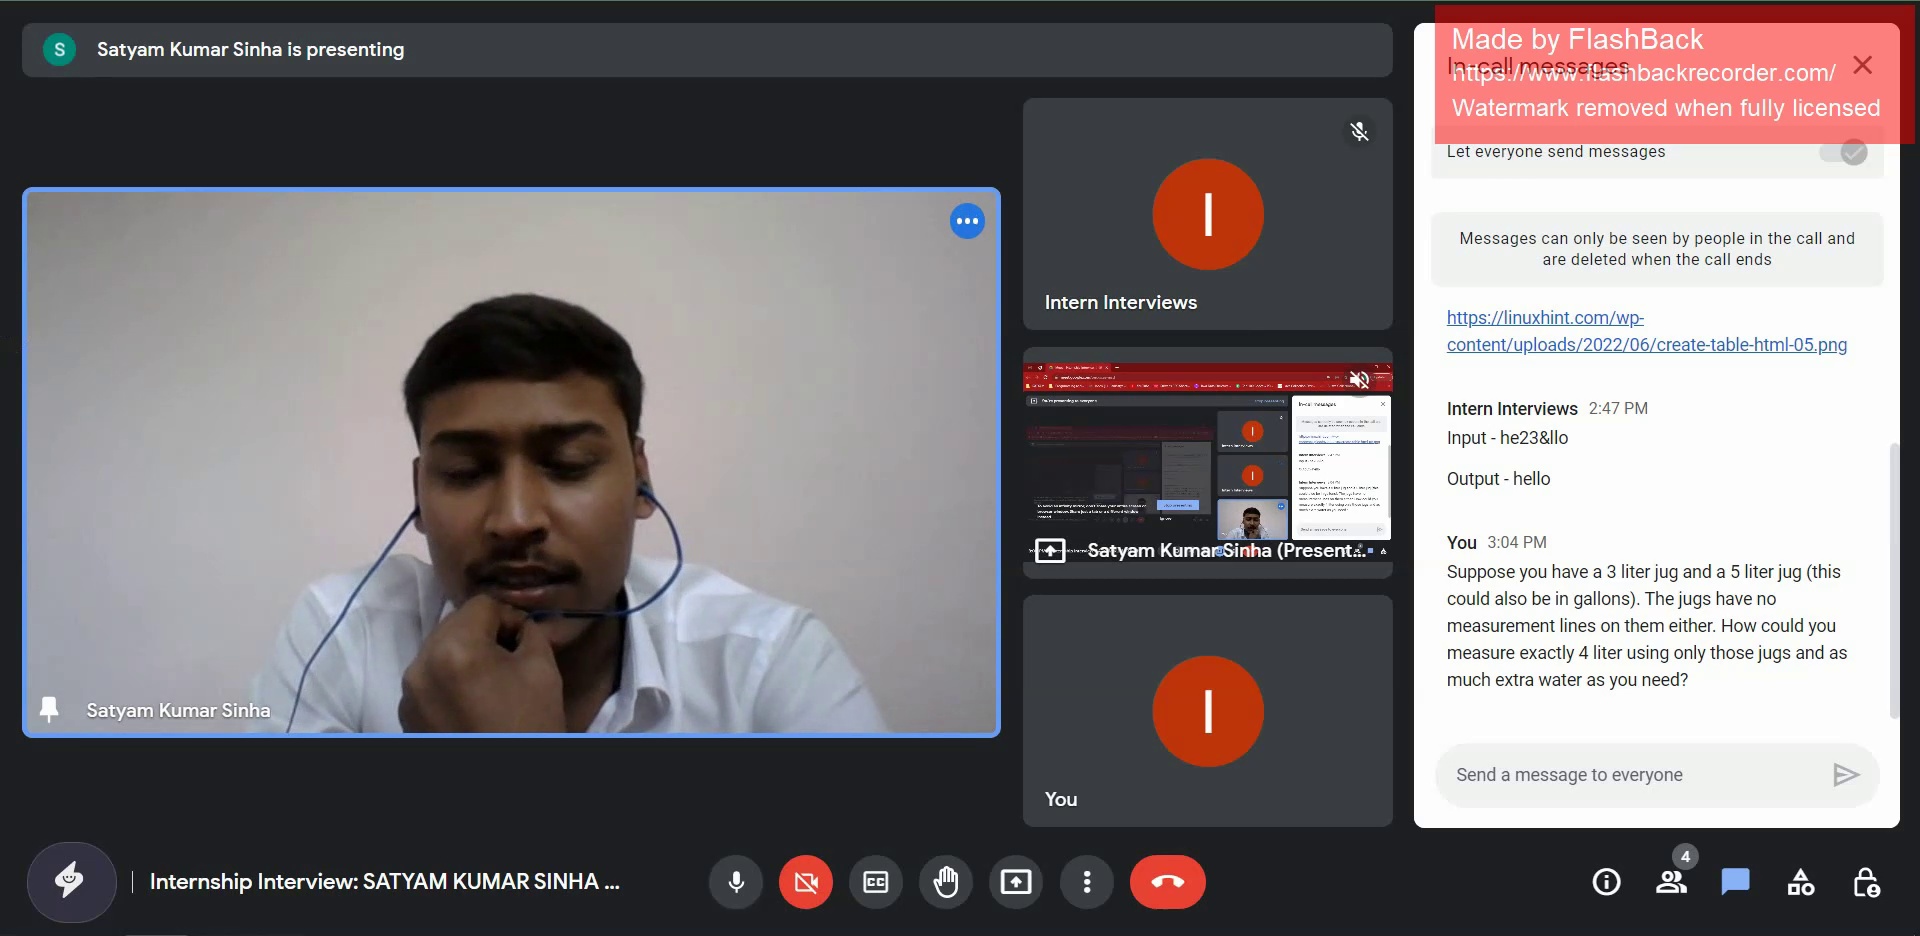 S
Satyam Kumar Sinha is presenting
Satyam Kumar Sinha
I
Intern Interviews
Satyam Kumar Sinha (Present...
I
You
Made by FlashBack
In-call messages
https://www.flashbackrecorder.com/
Watermark removed when fully licensed
Let everyone send messages
Messages can only be seen by people in the call and
are deleted when the call ends
https://linuxhint.com/wp-
content/uploads/2022/06/create-table-html-05.png
Intern Interviews 2:47 PM
Input - he23&llo
Output - hello
You 3:04 PM
Suppose you have a 3 liter jug and a 5 liter jug (this
could also be in gallons). The jugs have no
measurement lines on them either. How could you
measure exactly 4 liter using only those jugs and as
much extra water as you need?
Send a message to everyone
Internship Interview: SATYAM KUMAR SINHA ...
CC
4